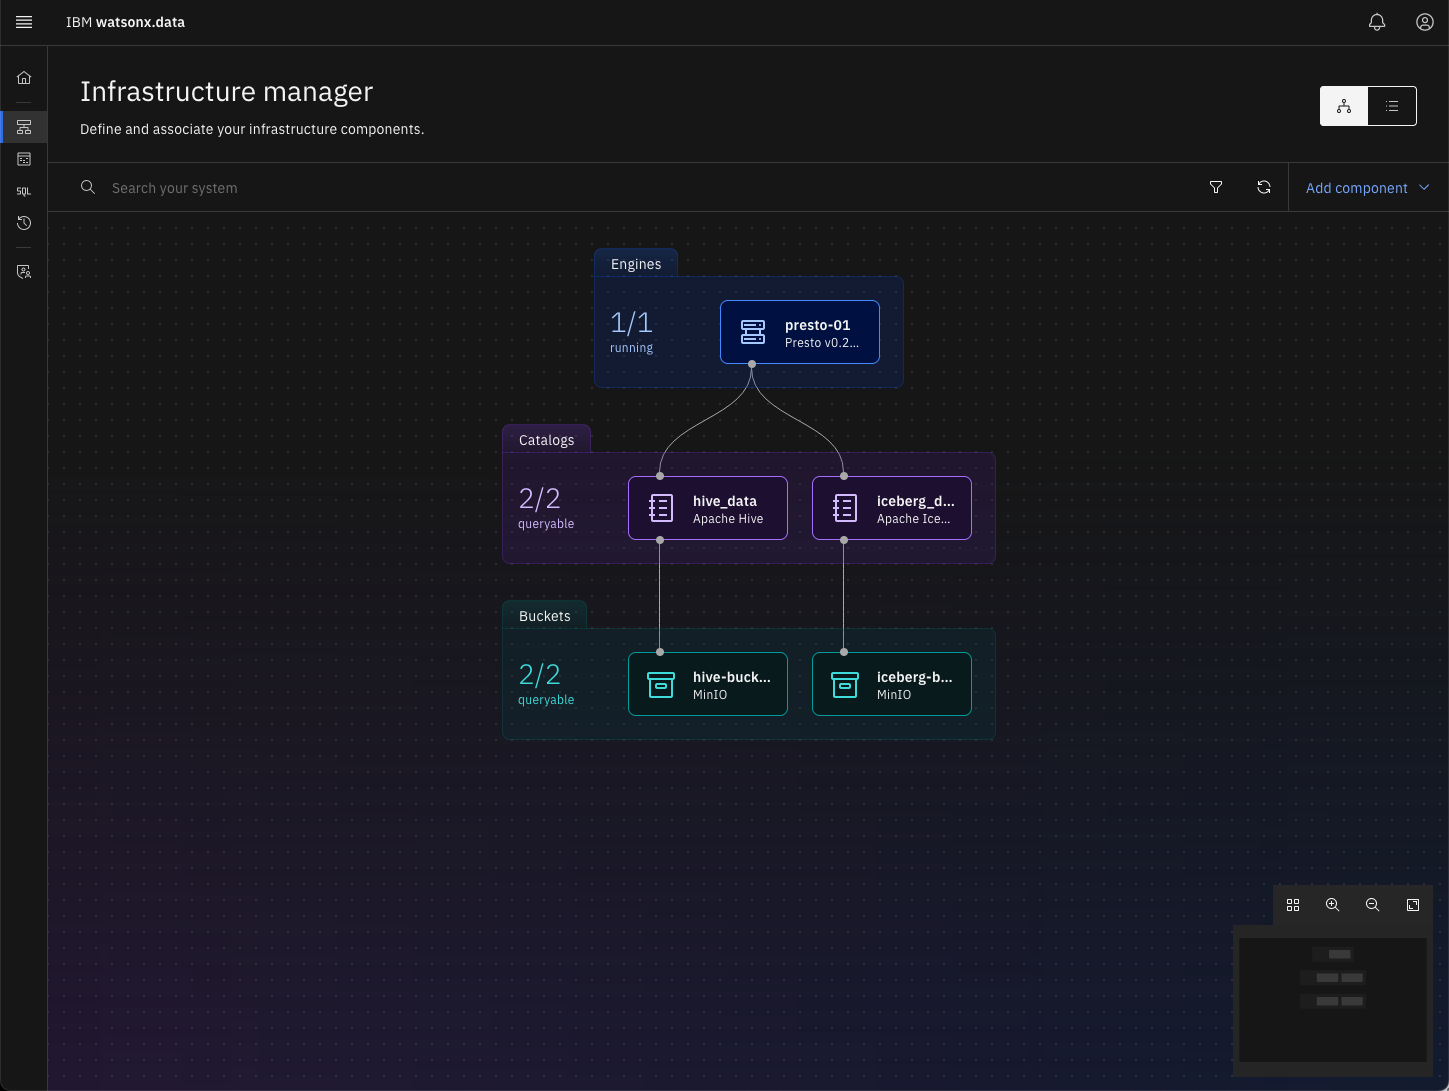 IBM watsonx.data
Infrastructure manager
Define and associate your infrastructure components.
Search your system
Add component
SQL
Engines
1/1
running
presto-01
Presto v0.2...
Catalogs
2/2
queryable
hive_data
Apache Hive
iceberg_d...
Apache Ice...
Buckets
2/2
queryable
hive-buck...
MinIO
iceberg-b...
MinIO